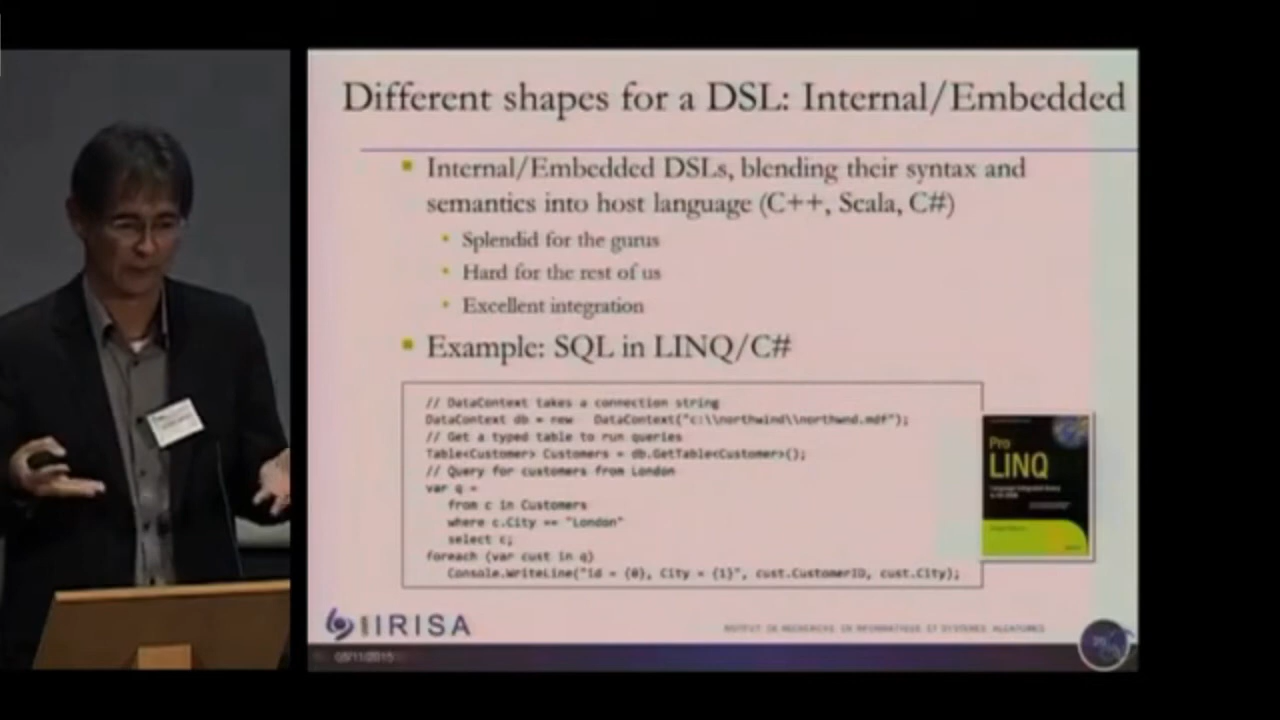 Different shapes for a DSL: Internal/Embedded
Internal/Embedded DSLs, blending their syntax and
semantics into host language (C++, Scala, C#)
Splendid for the gurus
Hard for the rest of us
Excellent integration
Example: SQL in LINQ/C#
// DataContext takes a connection string
DataContext db = new DataContext("c:\\northwind\\northwnd.mdf");
// Get a typed table to run queries
Table<Customer> Customers = db.GetTable<Customer>();
// Query for customers from London
var q =
from c in Customers
where c.City == "London"
select c;
foreach (var cust in q)
Console.WriteLine("id = {0}, City = {1}", cust.CustomerID, cust.City);
Pro
LINQ
IRISA
03/11/2015